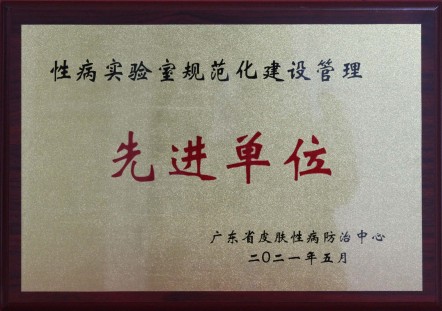 性病实验室规范化建设管理
先进单位
广东省皮肤性病防治中心
二〇二一年五月